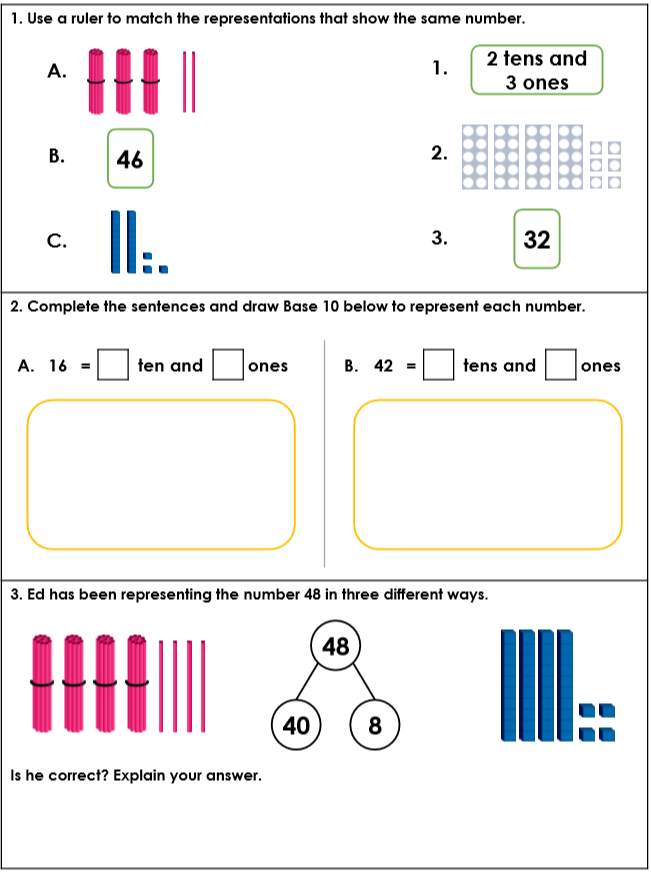 1. Use a ruler to match the representations that show the same number.
A.
1.
2 tens and
3 ones
B.
46
2.
C.
3.
32
2. Complete the sentences and draw Base 10 below to represent each number.
A. 16 = ten and ones
B. 42 = tens and ones
3. Ed has been representing the number 48 in three different ways.
48
40
8
Is he correct? Explain your answer.